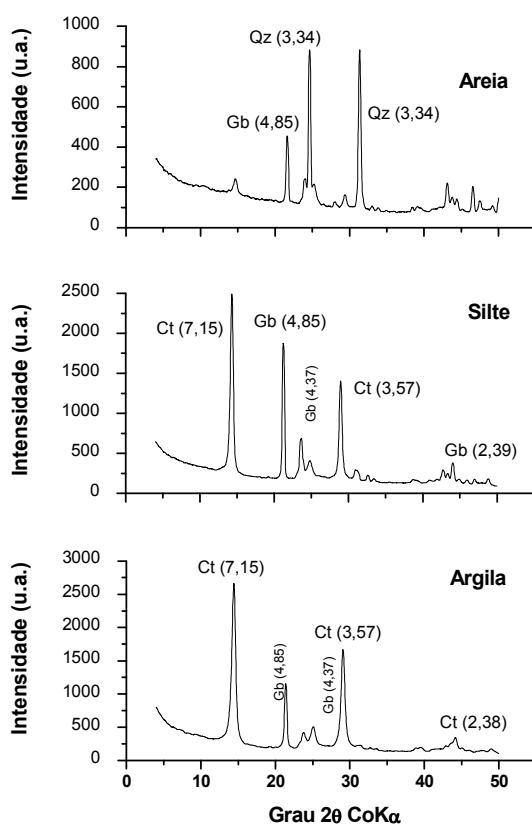 1000
800
600
400
200
0
Intensidade (u.a.)
Qz (3,34)
Gb (4,85)
Qz (3,34)
Areia
2500
2000
1500
1000
500
0
Intensidade (u.a.)
Ct (7,15)
Gb (4,85)
Gb (4,37)
Ct (3,57)
Gb (2,39)
Silte
3000
2500
2000
1500
1000
500
0
Intensidade (u.a.)
Ct (7,15)
Gb (4,85)
Gb (4,37)
Ct (3,57)
Ct (2,38)
Argila
0 10 20 30 40 50
Grau 2θ CoKα